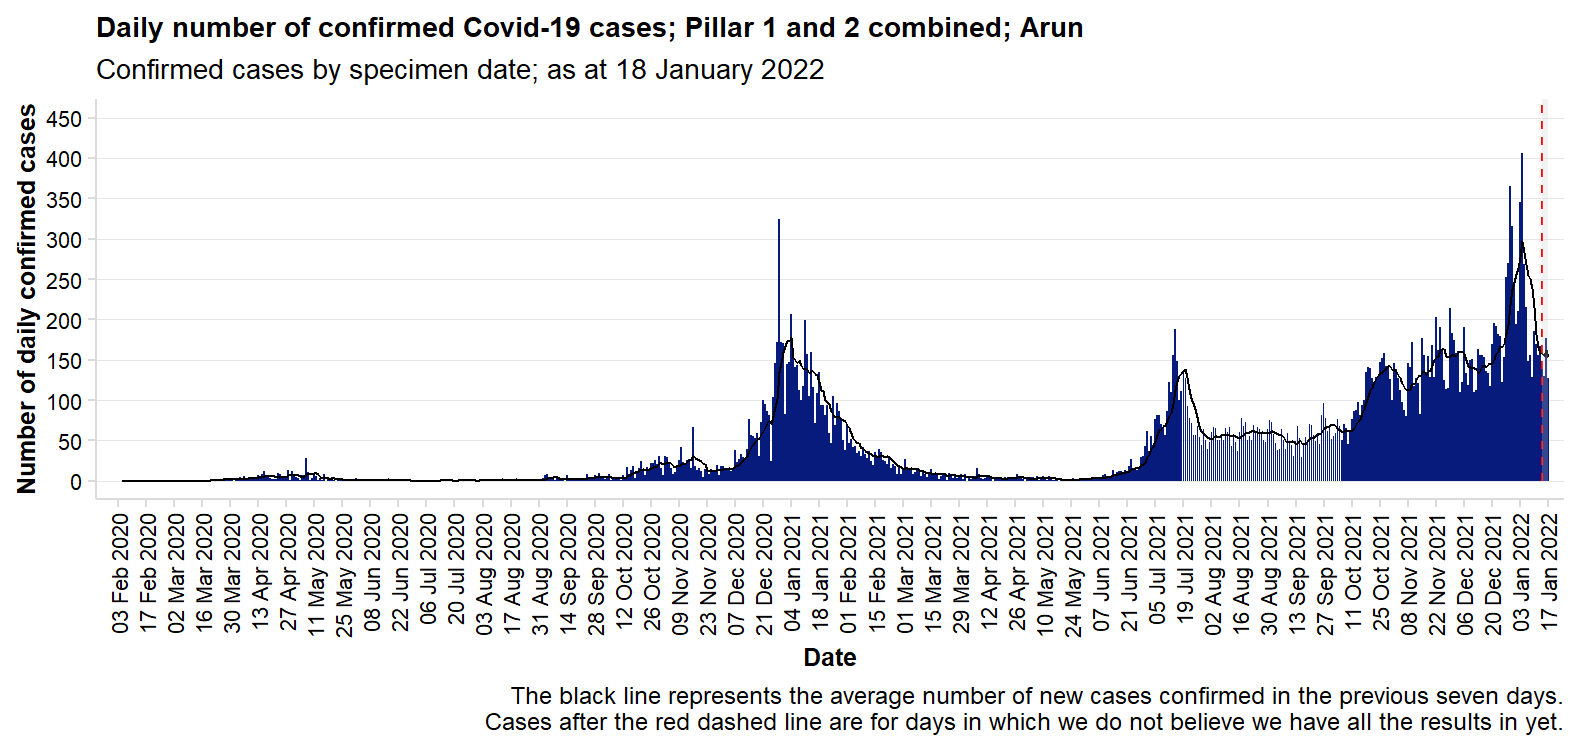 Daily number of confirmed Covid-19 cases; Pillar 1 and 2 combined; Arun
Confirmed cases by specimen date; as at 18 January 2022
Number of daily confirmed cases
450
400
350
300
250
200
150
100
50
0
03 Feb 2020
17 Feb 2020
02 Mar 2020
16 Mar 2020
30 Mar 2020
13 Apr 2020
27 Apr 2020
11 May 2020
25 May 2020
08 Jun 2020
22 Jun 2020
06 Jul 2020
20 Jul 2020
03 Aug 2020
17 Aug 2020
31 Aug 2020
14 Sep 2020
28 Sep 2020
12 Oct 2020
26 Oct 2020
09 Nov 2020
23 Nov 2020
07 Dec 2020
21 Dec 2020
04 Jan 2021
18 Jan 2021
01 Feb 2021
15 Feb 2021
01 Mar 2021
15 Mar 2021
29 Mar 2021
12 Apr 2021
26 Apr 2021
10 May 2021
24 May 2021
07 Jun 2021
21 Jun 2021
05 Jul 2021
19 Jul 2021
02 Aug 2021
16 Aug 2021
30 Aug 2021
13 Sep 2021
27 Sep 2021
11 Oct 2021
25 Oct 2021
08 Nov 2021
22 Nov 2021
06 Dec 2021
20 Dec 2021
03 Jan 2022
17 Jan 2022
Date
The black line represents the average number of new cases confirmed in the previous seven days.
Cases after the red dashed line are for days in which we do not believe we have all the results in yet.